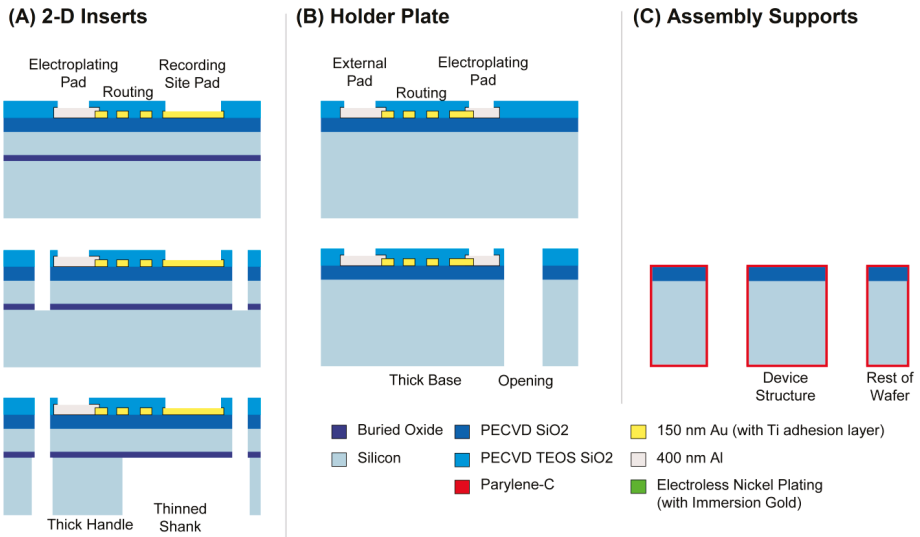 (A) 2-D Inserts
(B) Holder Plate
(C) Assembly Supports
Electroplating
Pad
Routing
Recording
Site Pad
External
Pad
Routing
Electroplating
Pad
Thick Base
Opening
Device
Structure
Rest of
Wafer
Thick Handle
Thinned
Shank
Buried Oxide
Silicon
PECVD SiO2
PECVD TEOS SiO2
Parylene-C
150 nm Au (with Ti adhesion layer)
400 nm Al
Electroless Nickel Plating
(with Immersion Gold)